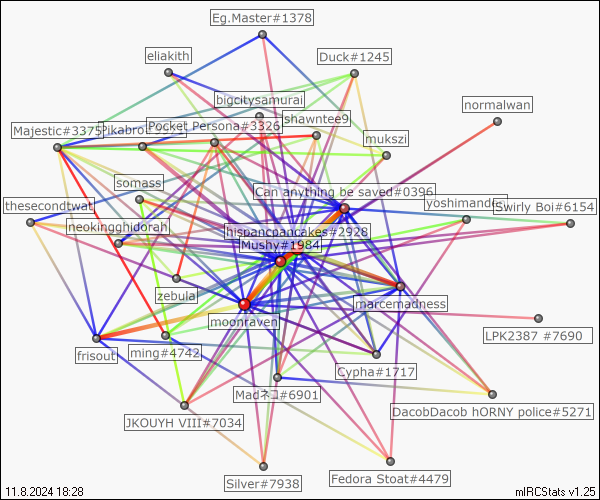 Eg.Master#1378
eliakith
Duck#1245
bigcitysamurai
normalwan
shawntee9
Majestic#3375
Pikabrou
Pocket Persona#3326
mukszi
somass
Can anything be saved#0396
thesecondtwat
yoshimando
Swirly Boi#6154
neokingghidorah
hispancpancakes#2928
Mushy#1984
zebula
marcemadness
moonraven
LPK2387 #7690
frisout
ming#4742
Cypha#1717
Madネコ#6901
DacobDacob hORNY police#5271
JKOUYH VIII#7034
Silver#7938
Fedora Stoat#4479
11.8.2024 18:28
mIRCStats v1.25